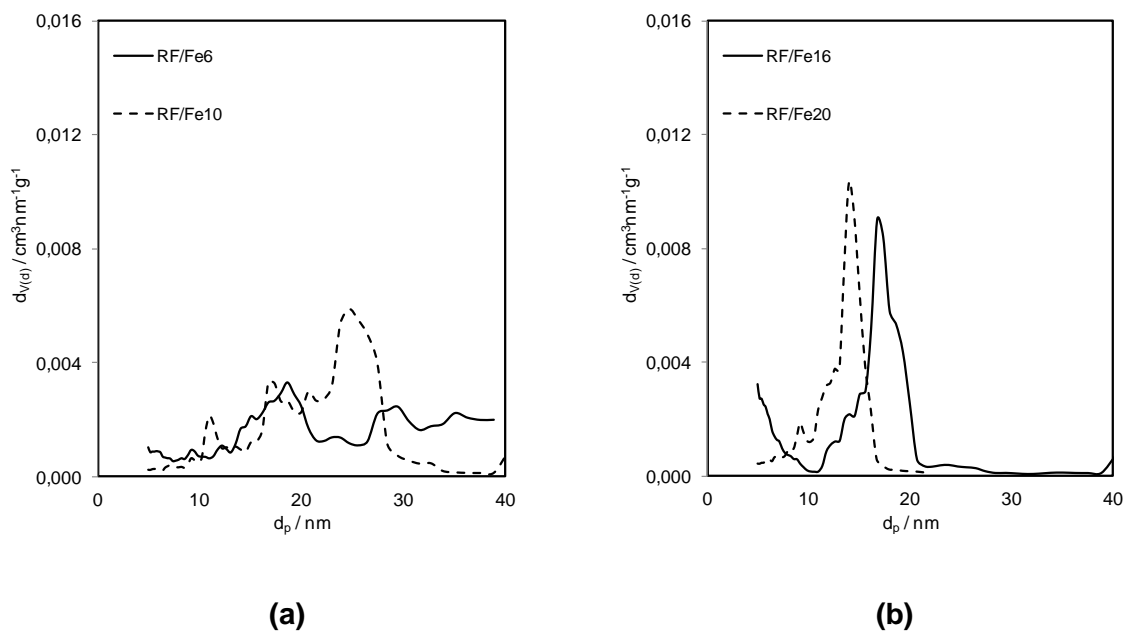 0,016
RF/Fe6
RF/Fe10
0,012
0,008
0,004
0,000
d_V(d) / cm³nm⁻¹g⁻¹
0 10 20 30 40
d_p / nm
(a)
0,016
RF/Fe16
RF/Fe20
0,012
0,008
0,004
0,000
d_V(d) / cm³nm⁻¹g⁻¹
0 10 20 30 40
d_p / nm
(b)